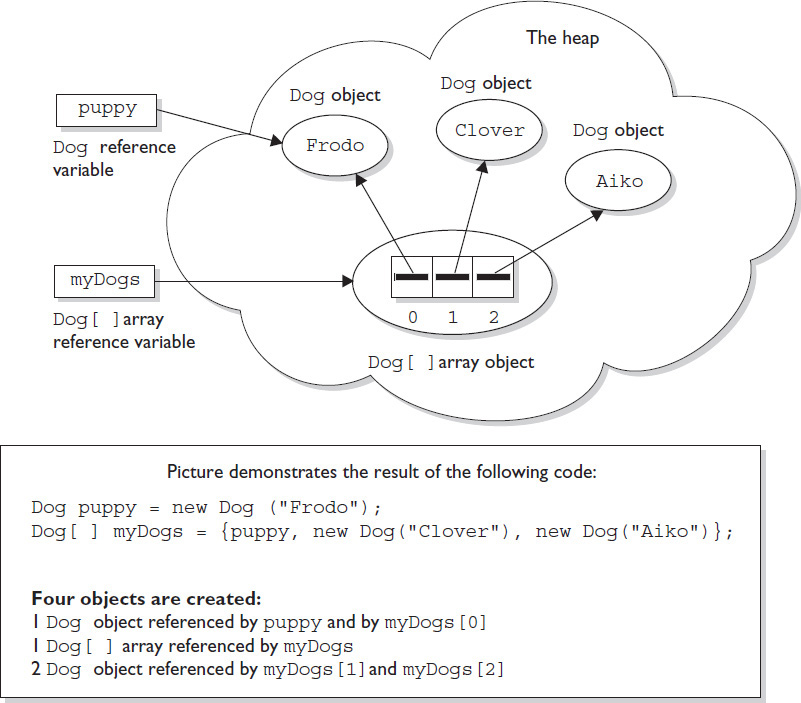 The heap
Dog object
Dog object
puppy
Clover
Dog object
Frodo
Dog reference
variable
Aiko
myDogs
0 1 2
Dog[ ] array
reference variable
Dog[ ] array object
Picture demonstrates the result of the following code:
Dog puppy = new Dog ("Frodo");
Dog[ ] myDogs = {puppy, new Dog("Clover"), new Dog("Aiko")};
Four objects are created:
1 Dog object referenced by puppy and by myDogs[0]
1 Dog[ ] array referenced by myDogs
2 Dog object referenced by myDogs[1]and myDogs[2]